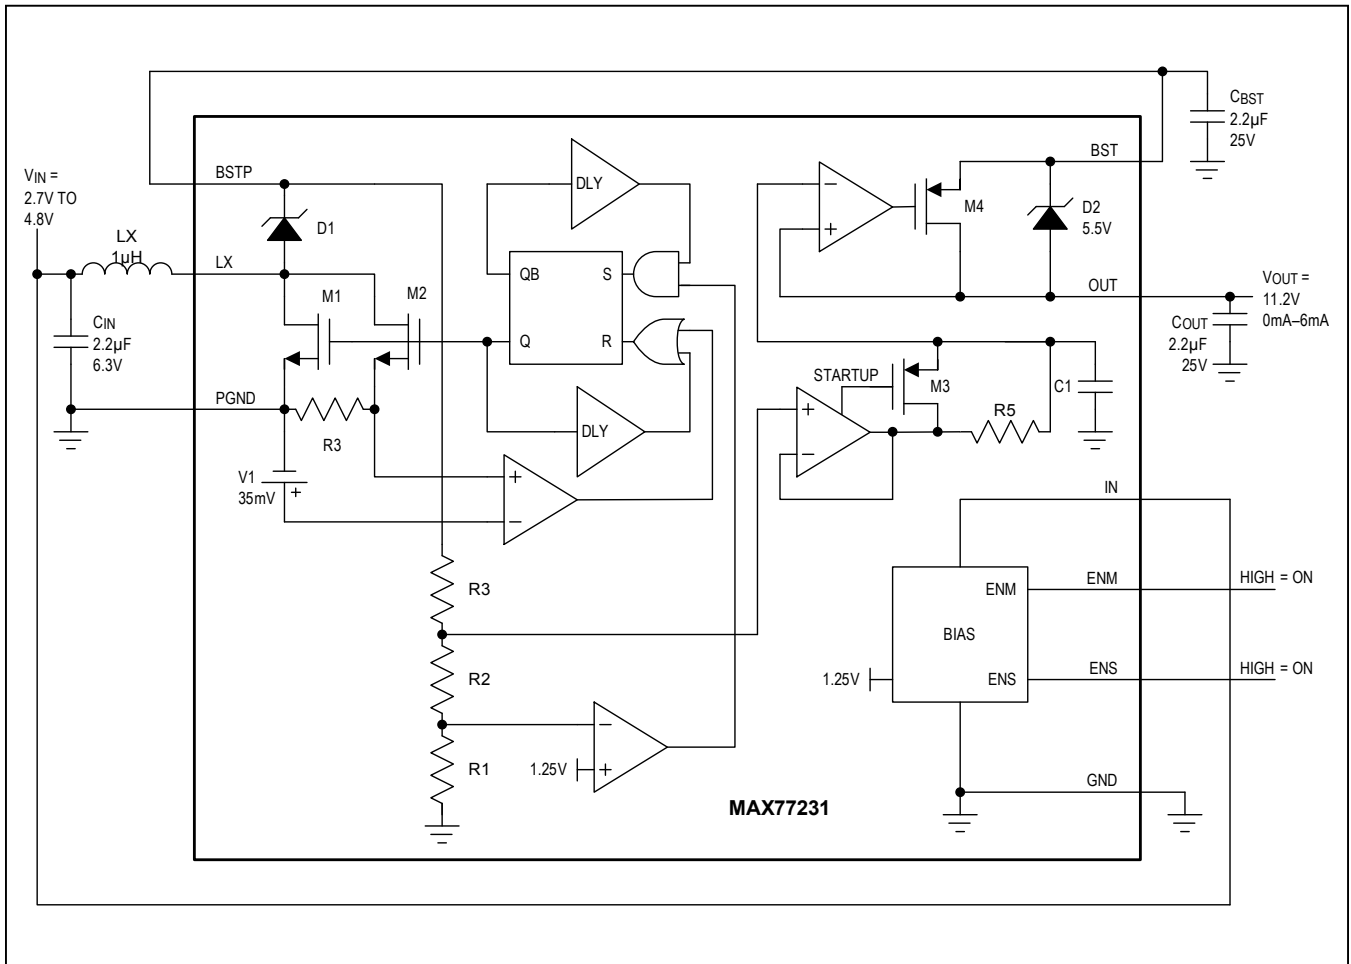 CBST
2.2µF
25V
BSTP
BST
VIN =
2.7V TO
4.8V
DLY
D1
M4
D2
5.5V
LX
1µH
LX
QB
S
OUT
VOUT =
11.2V
0mA–6mA
M1
M2
CIN
2.2µF
6.3V
Q
R
COUT
2.2µF
25V
STARTUP
M3
C1
PGND
R3
DLY
R5
V1
35mV
+
+
−
−
+
+
−
IN
R3
ENM
ENM
HIGH = ON
BIAS
R2
1.25V
ENS
ENS
HIGH = ON
−
R1
1.25V
+
GND
MAX77231